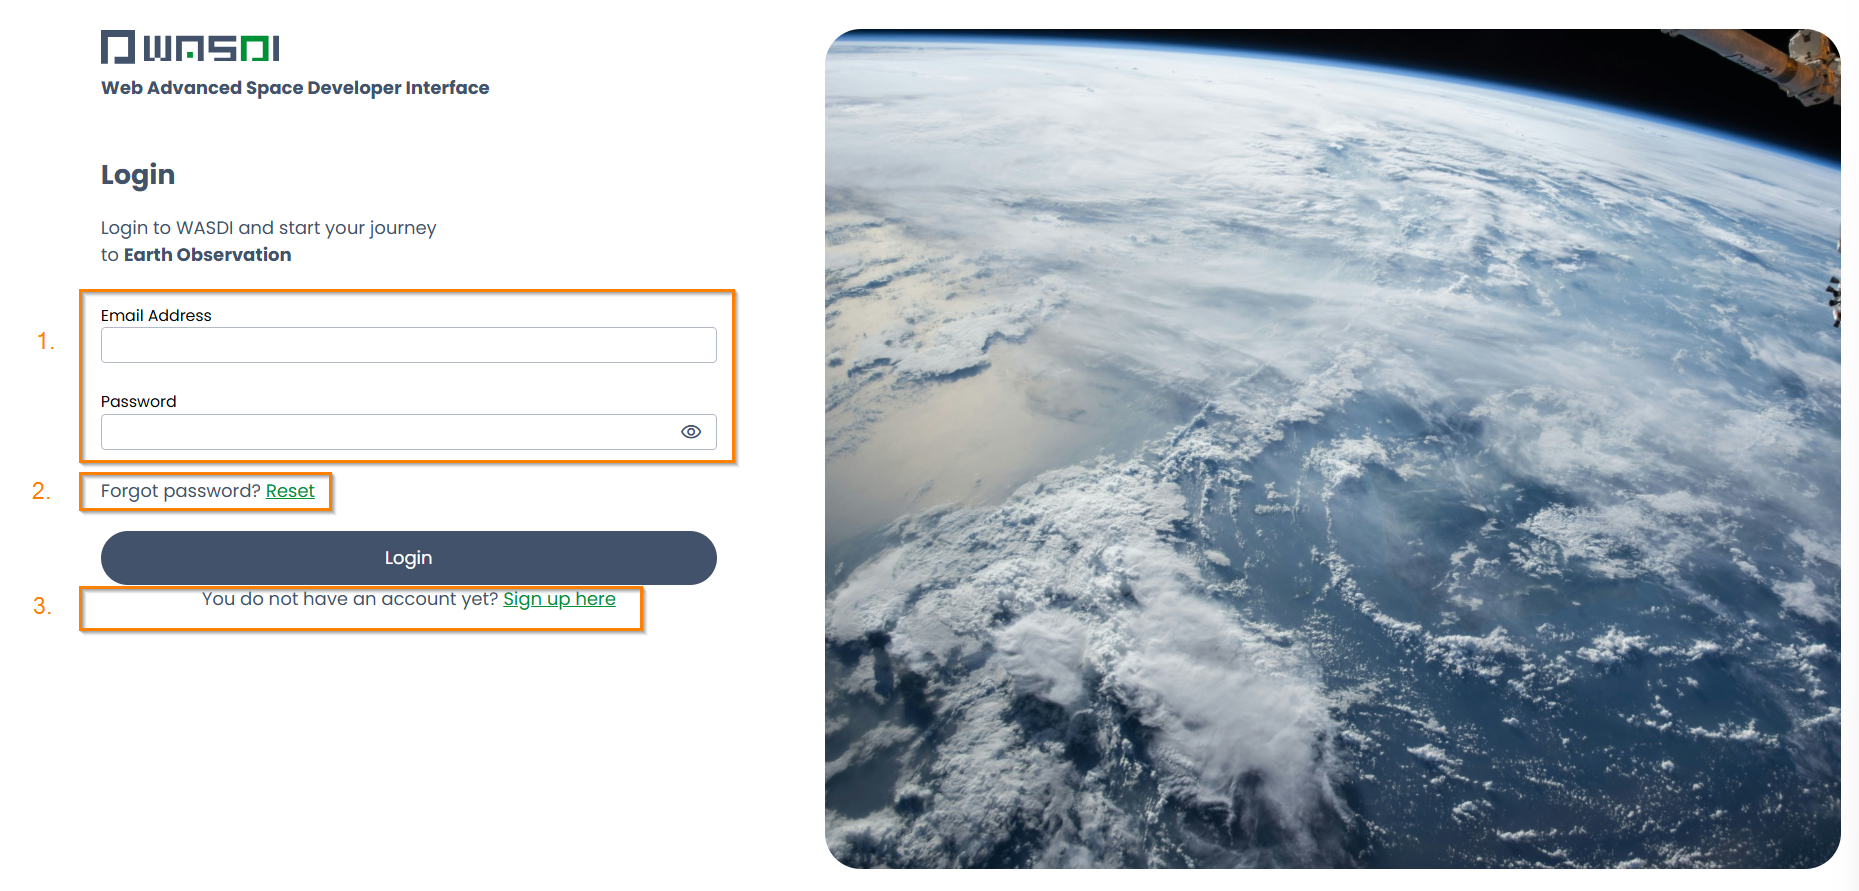 WASDI
Web Advanced Space Developer Interface
Login
Login to WASDI and start your journey
to Earth Observation
1.
Email Address
Password
2.
Forgot password? Reset
Login
3.
You do not have an account yet? Sign up here